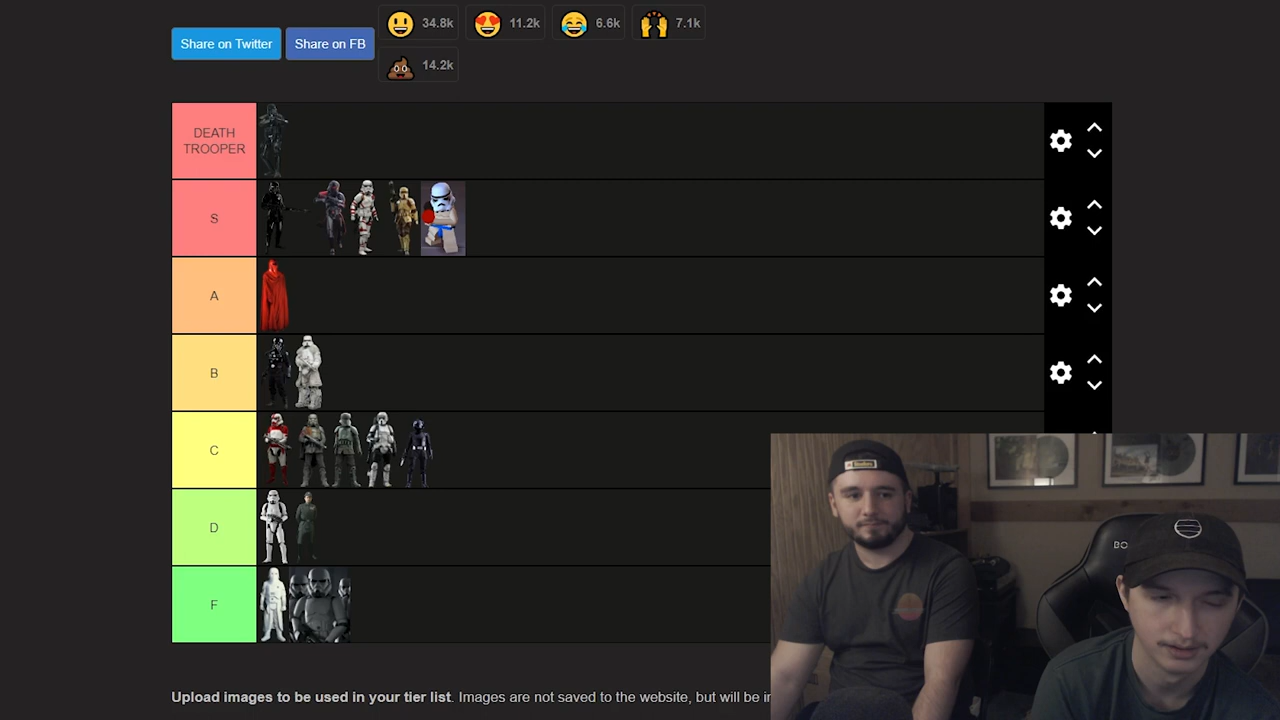 34.8k
11.2k
6.6k
7.1k
Share on Twitter
Share on FB
14.2k
DEATH
TROOPER
S
A
B
C
D
F
BO
Upload images to be used in your tier list. Images are not saved to the website, but will be